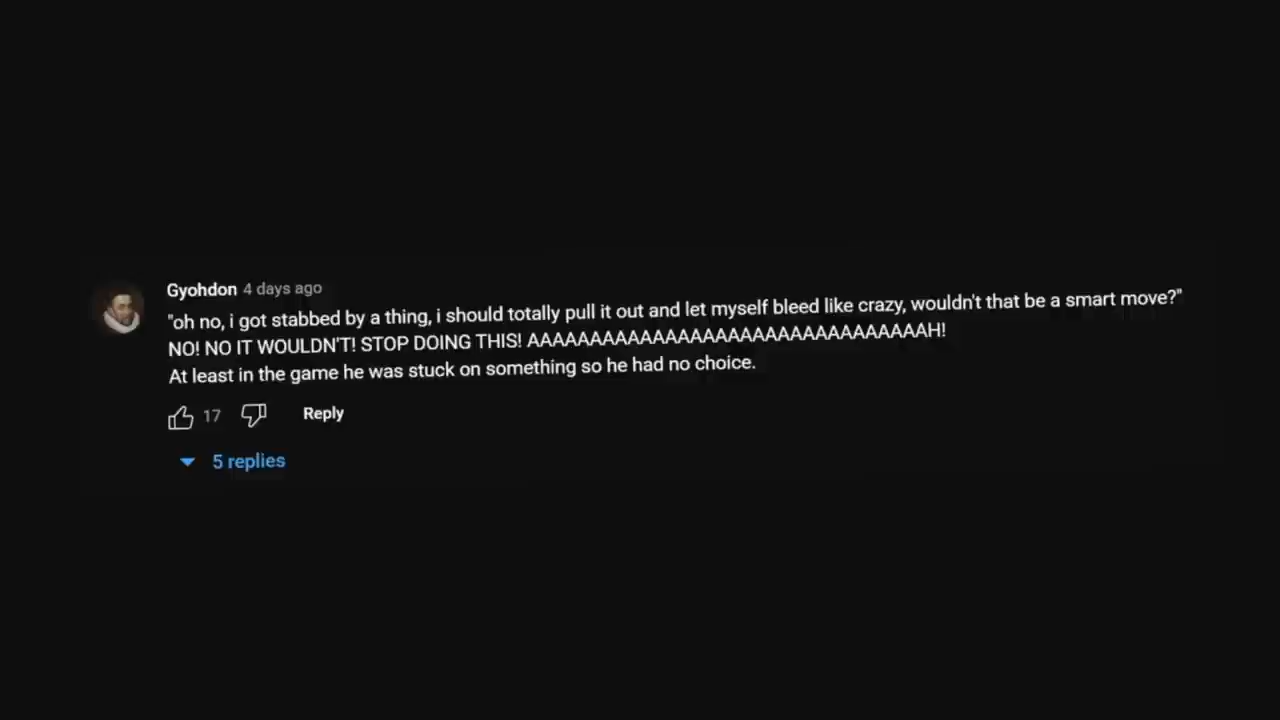 Gyohdon 4 days ago
"oh no, i got stabbed by a thing, i should totally pull it out and let myself bleed like crazy, wouldn't that be a smart move?"
NO! NO IT WOULDN'T! STOP DOING THIS! AAAAAAAAAAAAAAAAAAAAAAAAAAAAAAAAH!
At least in the game he was stuck on something so he had no choice.
17 Reply
5 replies